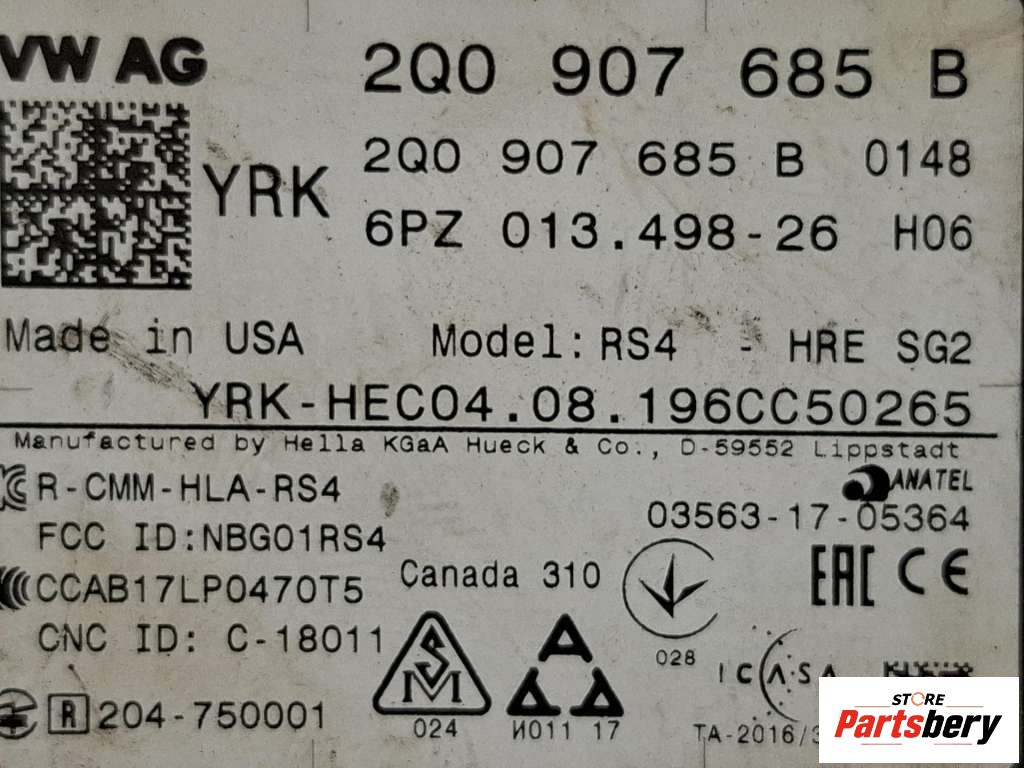 VW AG 2Q0 907 685 B
YRK 2Q0 907 685 B 0148
6PZ 013.498-26 H06
Made in USA Model: RS4 - HRE SG2
YRK-HEC04.08.196CC50265
Manufactured by Hella KGaA Hueck & Co., D-59552 Lippstadt
R-CMM-HLA-RS4 ANATEL
03563-17-05364
FCC ID:NBG01RS4
CCAB17LP0470T5 Canada 310 EAC CE
CNC ID: C-18011
028
ICASA
R 204-750001
024
И011 17
TA-2016/3
STORE
Partsbery